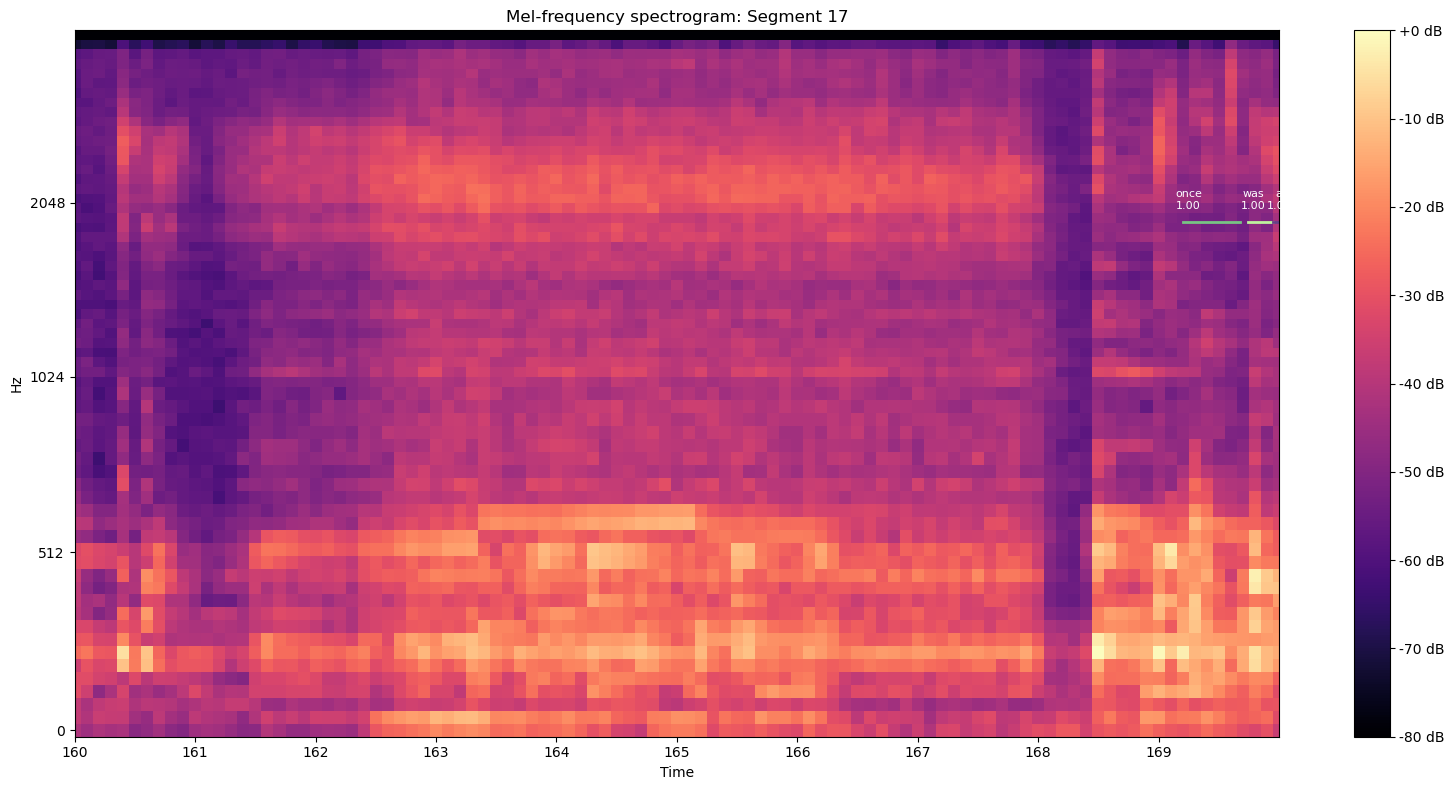 Mel-frequency spectrogram: Segment 17
+0 dB
-10 dB
-20 dB
-30 dB
-40 dB
-50 dB
-60 dB
-70 dB
-80 dB
Hz
2048
1024
512
0
once was a
1.00 1.00 1.0
160 161 162 163 164 165 166 167 168 169
Time